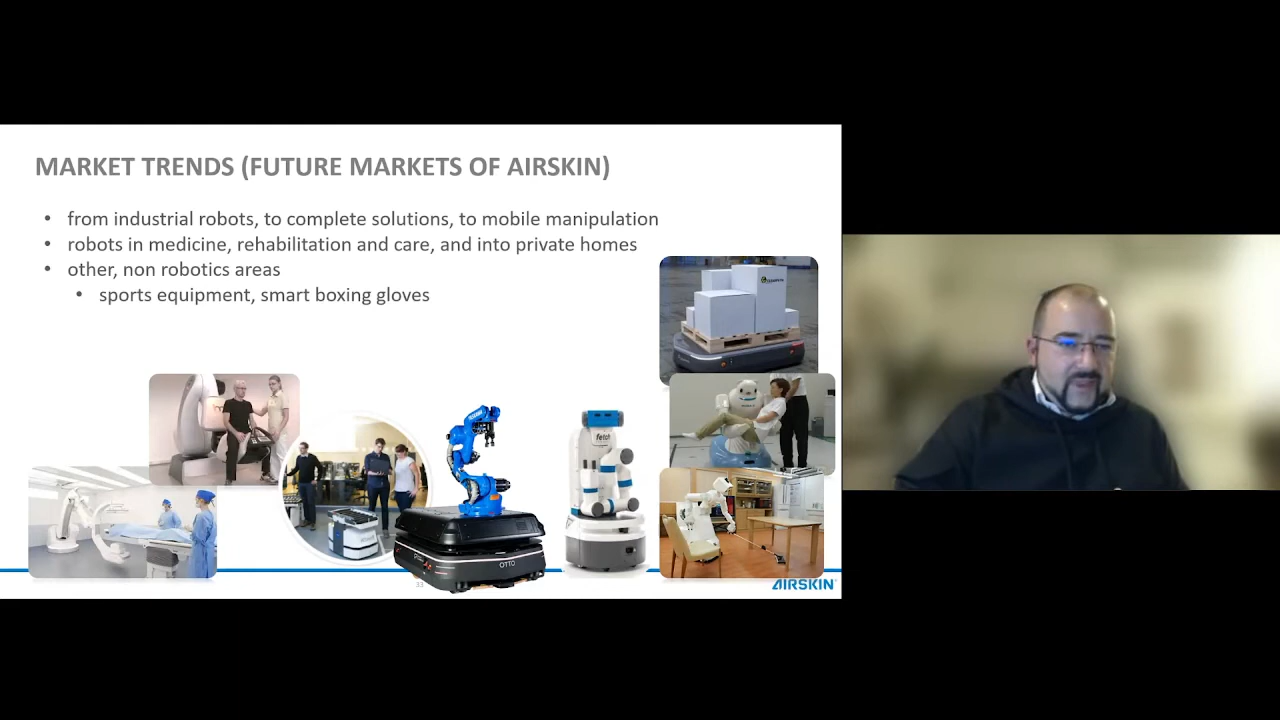 MARKET TRENDS (FUTURE MARKETS OF AIRSKIN)
• from industrial robots, to complete solutions, to mobile manipulation
• robots in medicine, rehabilitation and care, and into private homes
• other, non robotics areas
• sports equipment, smart boxing gloves
fetch
OTTO
33
AIRSKIN